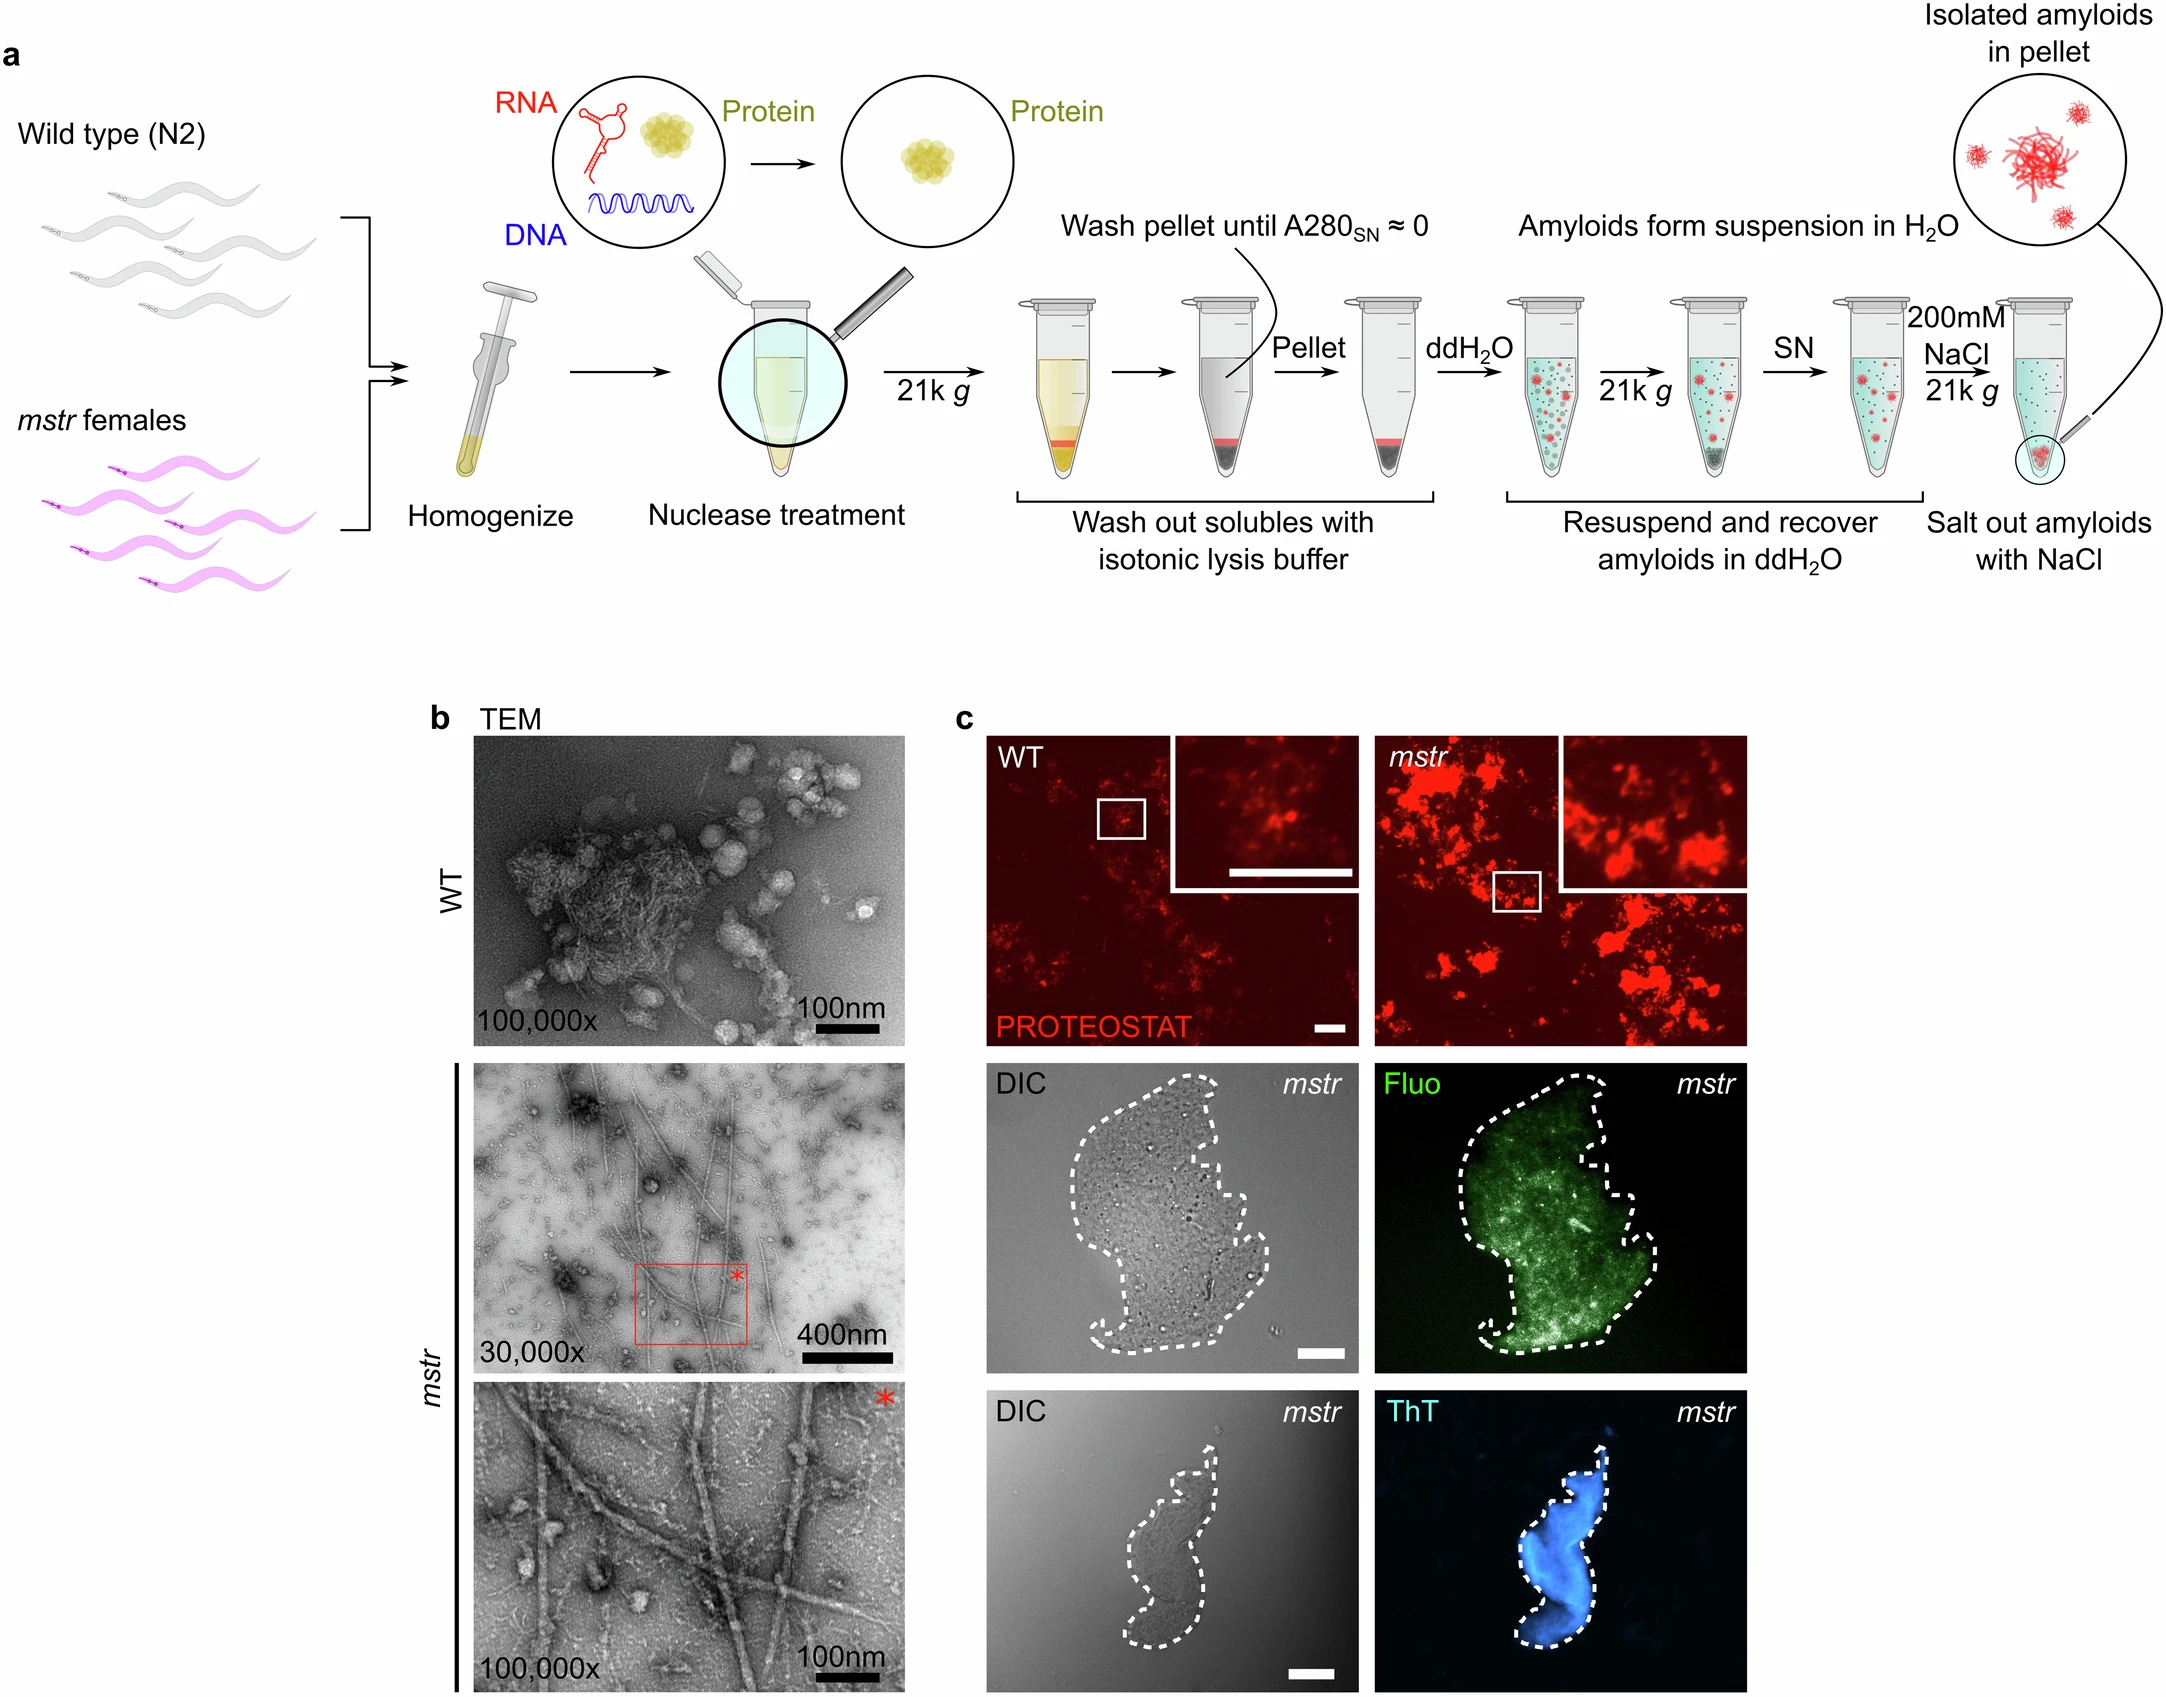 a
Wild type (N2)
mstr females
RNA
DNA
Protein
Protein
Homogenize
Nuclease treatment
21k g
Wash pellet until A280SN ≈ 0
Pellet
ddH2O
Wash out solubles with
isotonic lysis buffer
Amyloids form suspension in H2O
21k g
SN
200mM
NaCl
21k g
Resuspend and recover
amyloids in ddH2O
Isolated amyloids
in pellet
Salt out amyloids
with NaCl
b
TEM
WT
100,000x
100nm
mstr
30,000x
400nm
*
*
100,000x
100nm
c
WT
PROTEOSTAT
mstr
DIC
mstr
Fluo
mstr
DIC
mstr
ThT
mstr